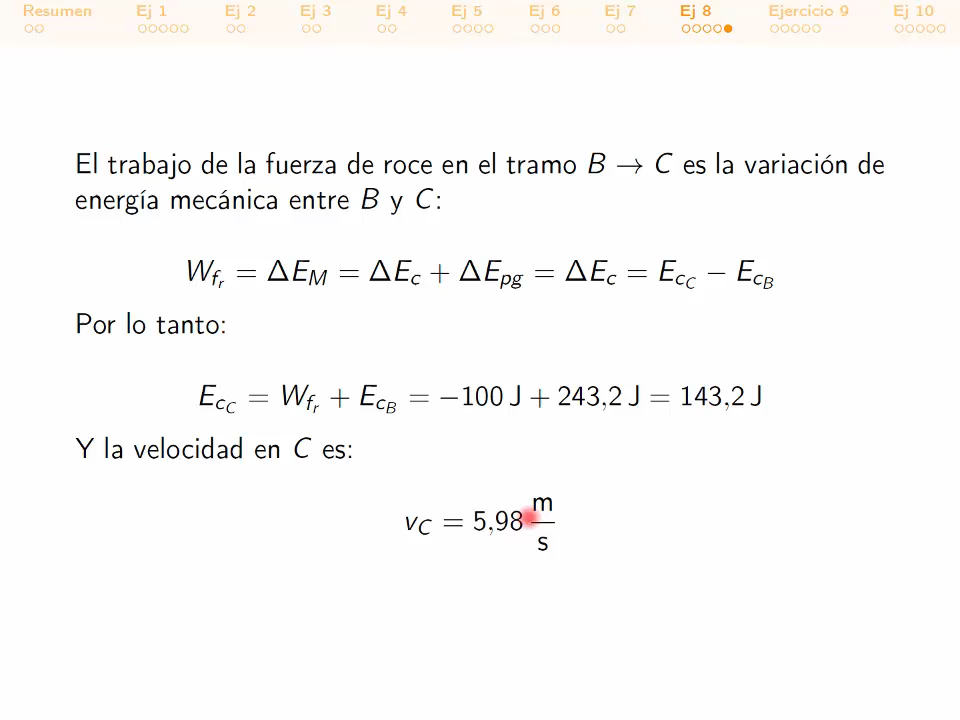 Resumen Ej 1 Ej 2 Ej 3 Ej 4 Ej 5 Ej 6 Ej 7 Ej 8 Ejercicio 9 Ej 10
El trabajo de la fuerza de roce en el tramo B → C es la variación de
energía mecánica entre B y C:
W_{f_r} = ΔE_M = ΔE_c + ΔE_{pg} = ΔE_c = E_{c_C} − E_{c_B}
Por lo tanto:
E_{c_C} = W_{f_r} + E_{c_B} = −100 J + 243,2 J = 143,2 J
Y la velocidad en C es:
v_C = 5,98 m/s